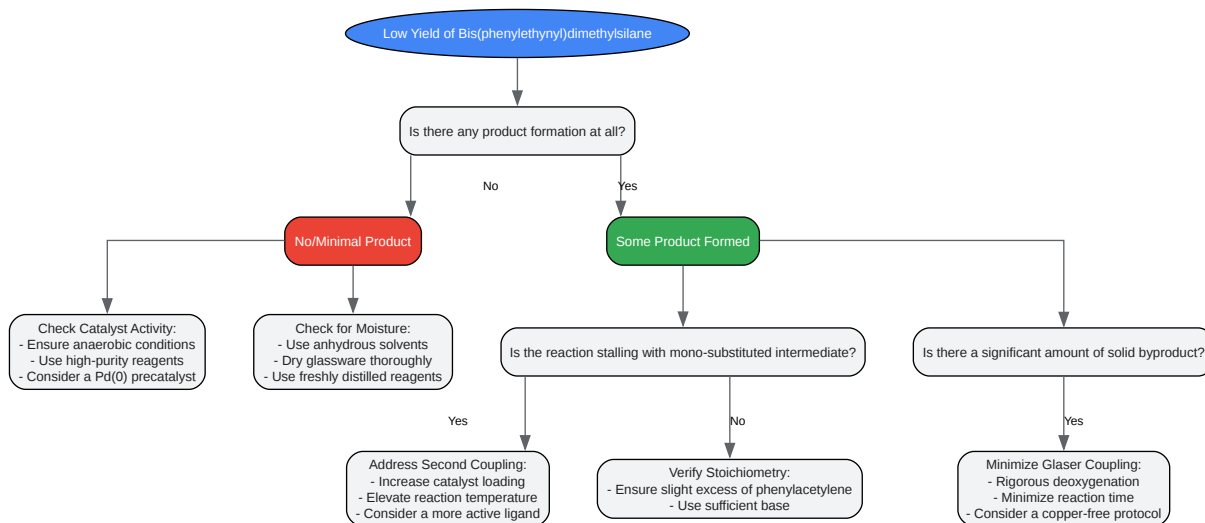 Low Yield of Bis(phenylethynyl)dimethylsilane
Is there any product formation at all?
No
Yes
No/Minimal Product
Some Product Formed
Check Catalyst Activity:
- Ensure anaerobic conditions
- Use high-purity reagents
- Consider a Pd(0) precatalyst
Check for Moisture:
- Use anhydrous solvents
- Dry glassware thoroughly
- Use freshly distilled reagents
Is the reaction stalling with mono-substituted intermediate?
Is there a significant amount of solid byproduct?
Yes
No
Yes
Address Second Coupling:
- Increase catalyst loading
- Elevate reaction temperature
- Consider a more active ligand
Verify Stoichiometry:
- Ensure slight excess of phenylacetylene
- Use sufficient base
Minimize Glaser Coupling:
- Rigorous deoxygenation
- Minimize reaction time
- Consider a copper-free protocol